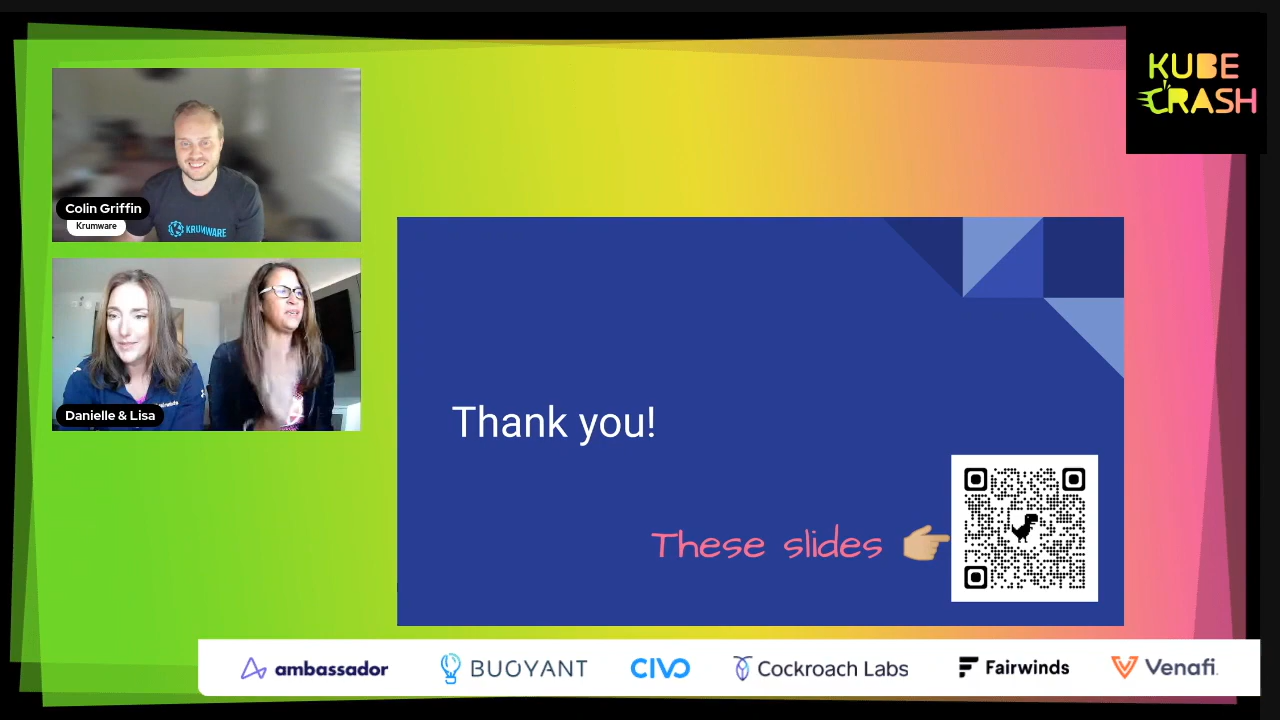 KUBE
CRASH
Colin Griffin
Krumware
KRUMWARE
Danielle & Lisa
Thank you!
These slides
ambassador
BUOYANT
CIVO
Cockroach Labs
Fairwinds
Venafi